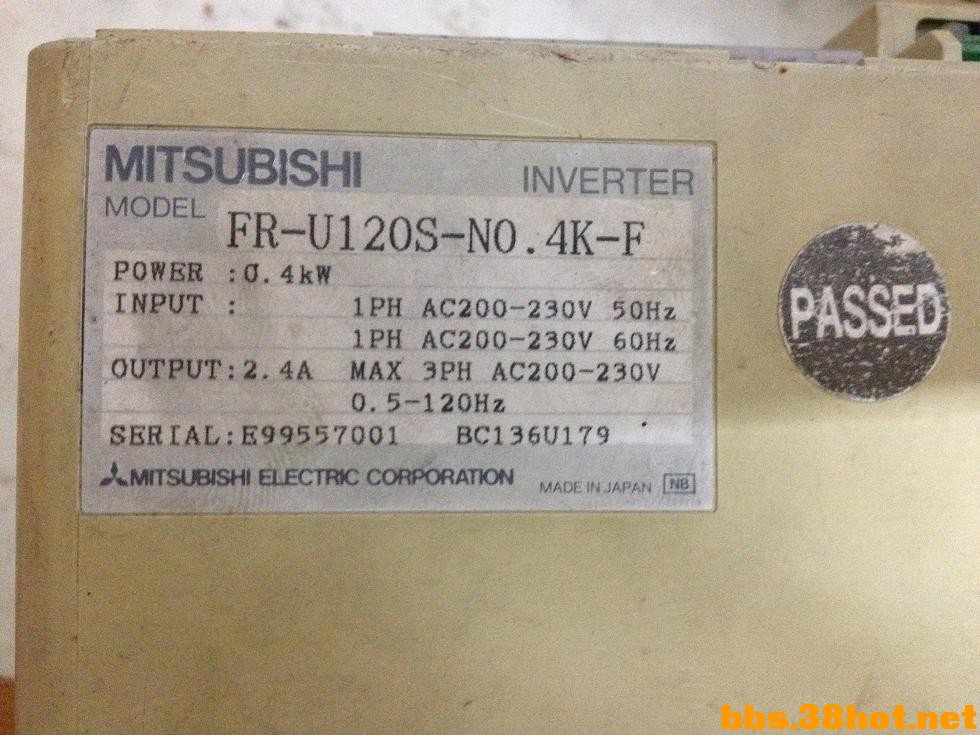 MITSUBISHI INVERTER
MODEL FR-U120S-N0.4K-F
POWER :0.4kW
INPUT : 1PH AC200-230V 50Hz
1PH AC200-230V 60Hz
OUTPUT:2.4A MAX 3PH AC200-230V
0.5-120Hz
SERIAL:E99557001 BC136U179
MITSUBISHI ELECTRIC CORPORATION MADE IN JAPAN NB
PASSED
bbs.38hot.net